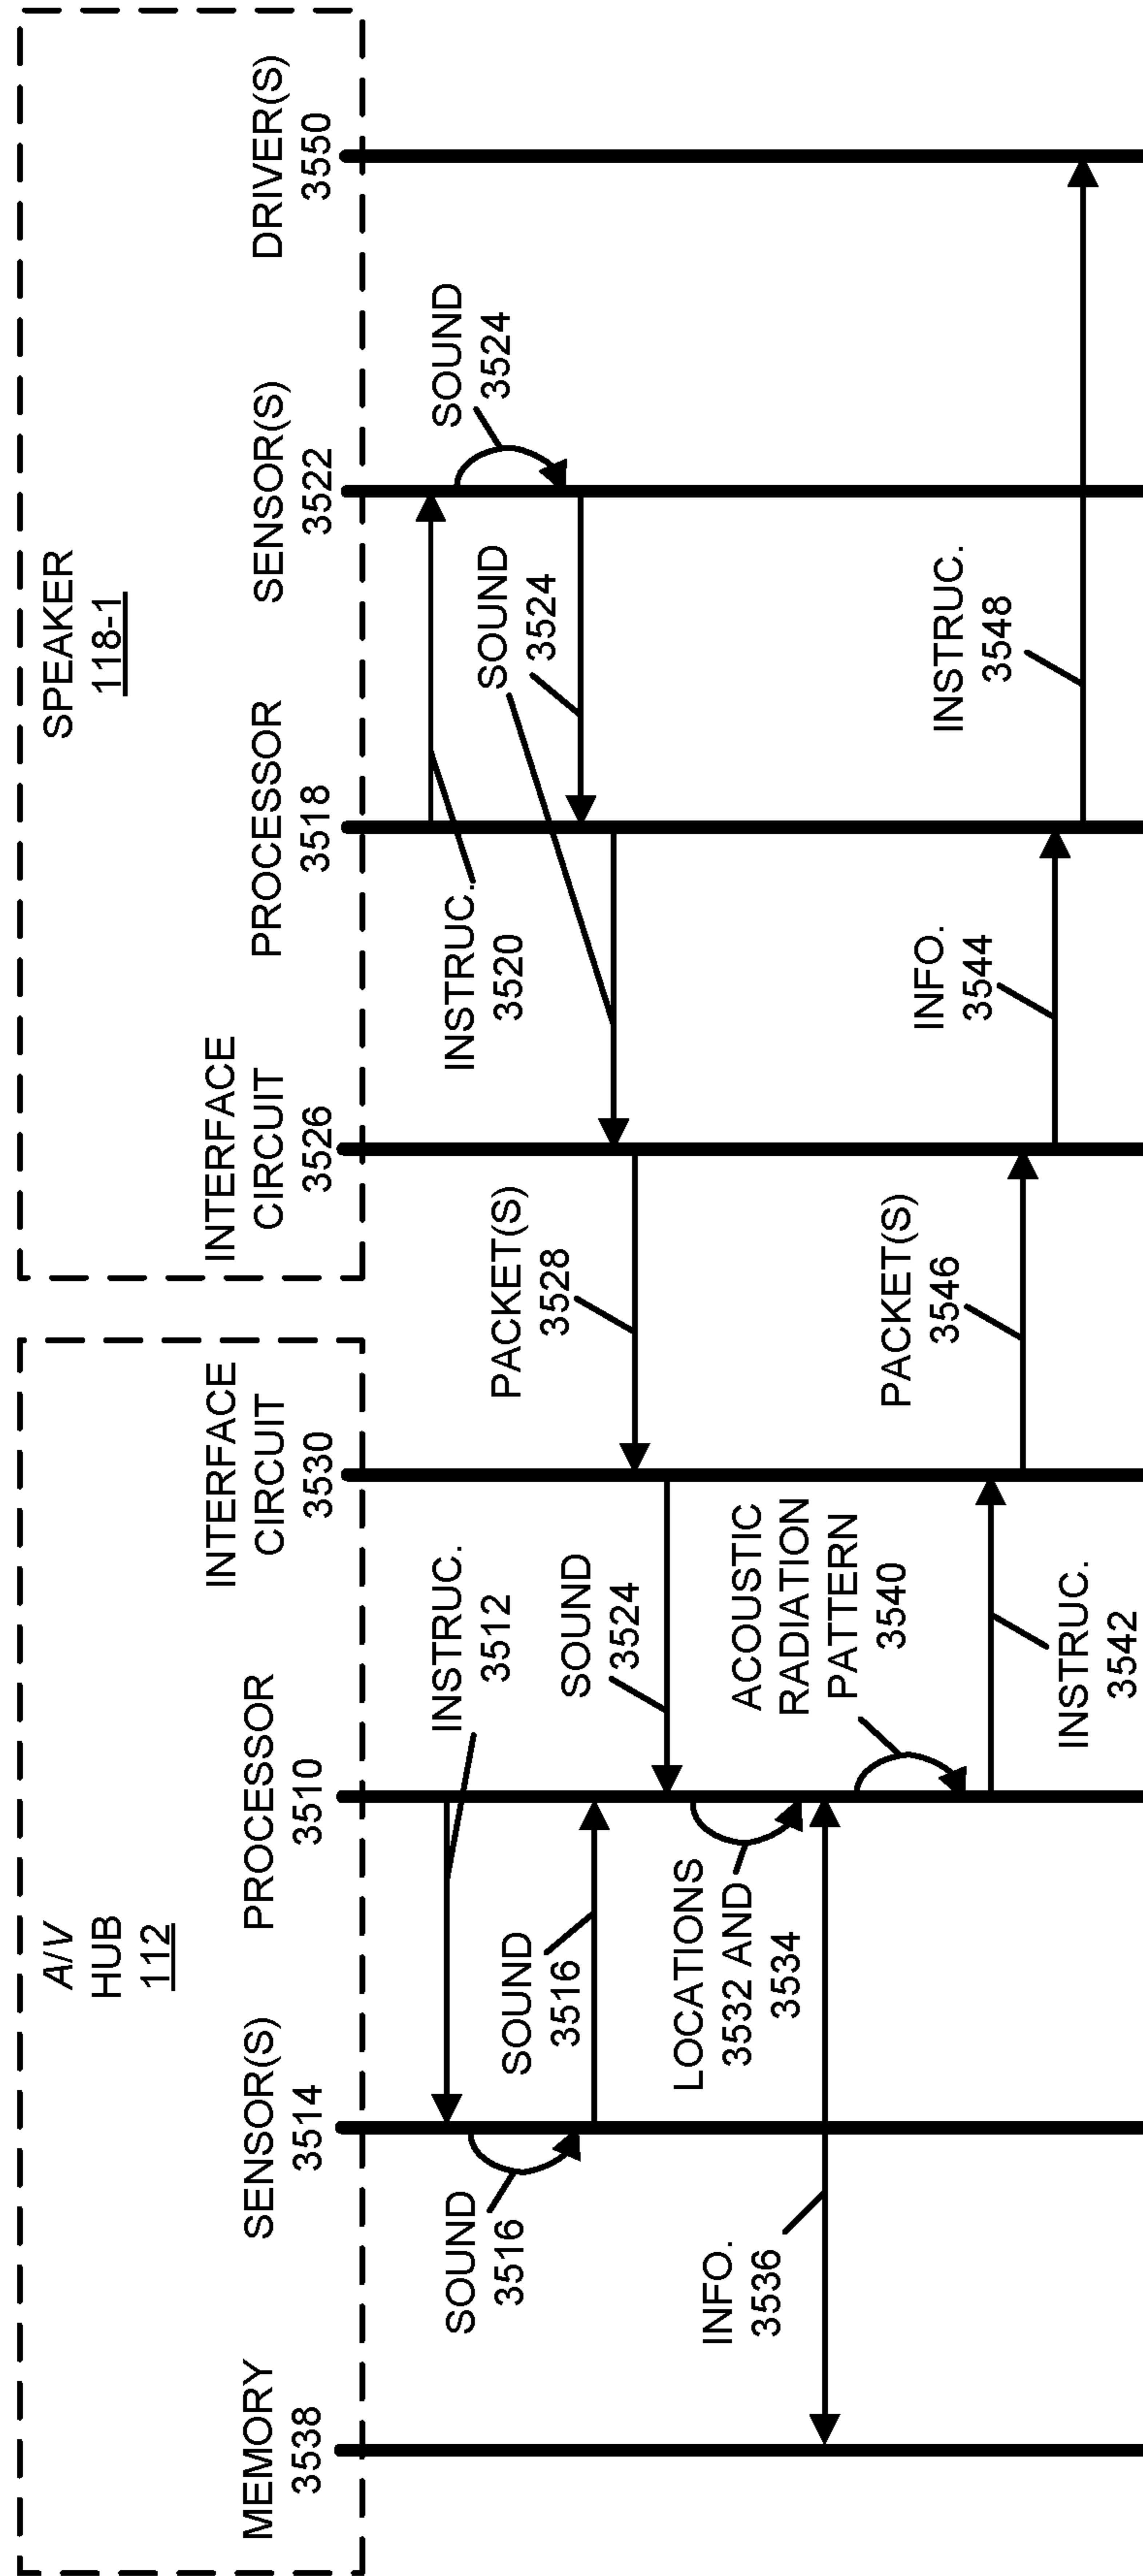 A/V
HUB
112
SPEAKER
118-1
MEMORY
3538
SENSOR(S)
3514
PROCESSOR
3510
INTERFACE
CIRCUIT
3530
INTERFACE
CIRCUIT
3526
PROCESSOR
3518
SENSOR(S)
3522
DRIVER(S)
3550
INSTRUC.
3512
SOUND
3516
SOUND
3516
INSTRUC.
3520
SOUND
3524
SOUND
3524
PACKET(S)
3528
SOUND
3524
LOCATIONS
3532 AND
3534
INFO.
3536
ACOUSTIC
RADIATION
PATTERN
3540
INSTRUC.
3542
PACKET(S)
3546
INFO.
3544
INSTRUC.
3548